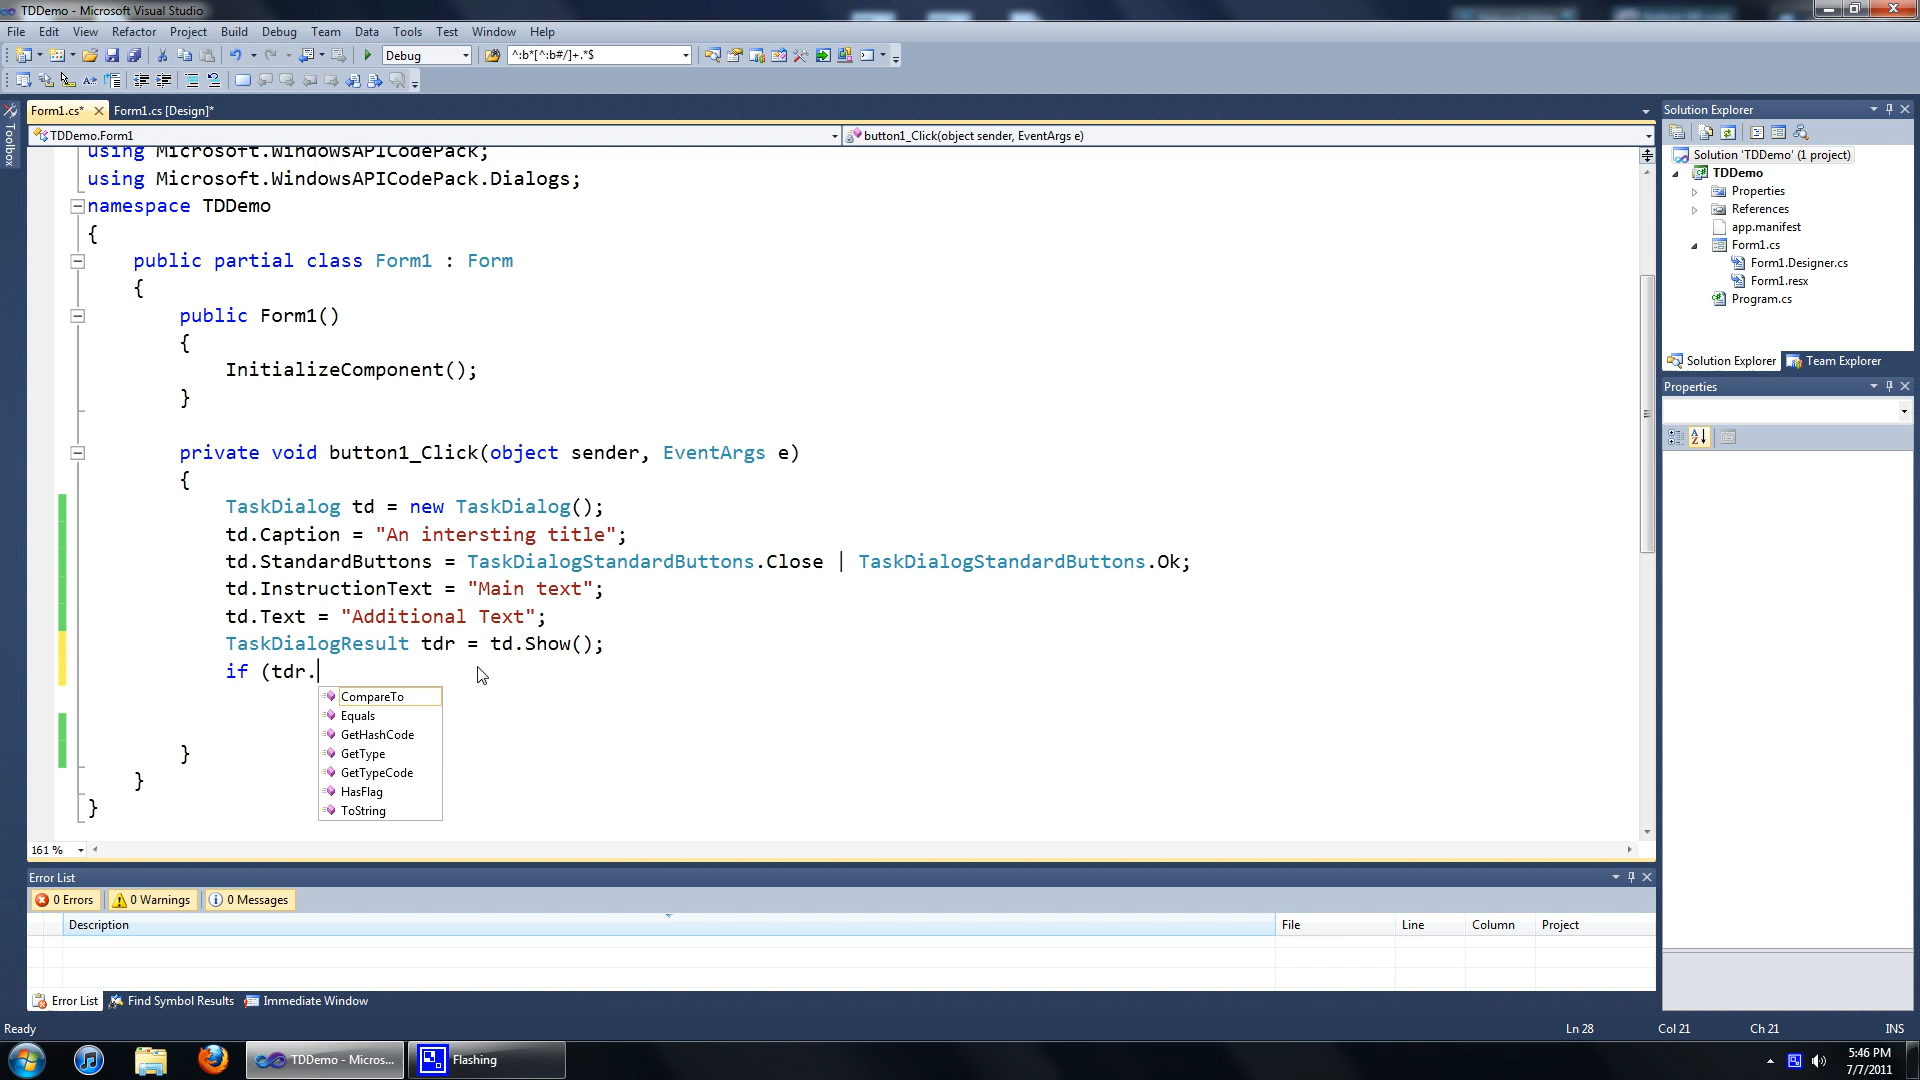 TDDemo - Microsoft Visual Studio
File Edit View Refactor Project Build Debug Team Data Tools Test Window Help
Debug ^:b*[^:b#/]+.*$
Form1.cs* Form1.cs [Design]*
Toolbox
TDDemo.Form1 button1_Click(object sender, EventArgs e)
using Microsoft.WindowsAPICodePack;
using Microsoft.WindowsAPICodePack.Dialogs;
namespace TDDemo
{
public partial class Form1 : Form
{
public Form1()
{
InitializeComponent();
}
private void button1_Click(object sender, EventArgs e)
{
TaskDialog td = new TaskDialog();
td.Caption = "An intersting title";
td.StandardButtons = TaskDialogStandardButtons.Close | TaskDialogStandardButtons.Ok;
td.InstructionText = "Main text";
td.Text = "Additional Text";
TaskDialogResult tdr = td.Show();
if (tdr.
CompareTo
Equals
GetHashCode
GetType
GetTypeCode
HasFlag
ToString
}
}
}
161 %
Solution Explorer
Solution 'TDDemo' (1 project)
TDDemo
Properties
References
app.manifest
Form1.cs
Form1.Designer.cs
Form1.resx
Program.cs
Solution Explorer Team Explorer
Properties
Error List
0 Errors 0 Warnings 0 Messages
Description File Line Column Project
Error List Find Symbol Results Immediate Window
Ready Ln 28 Col 21 Ch 21 INS
TDDemo - Micros... Flashing
5:46 PM
7/7/2011